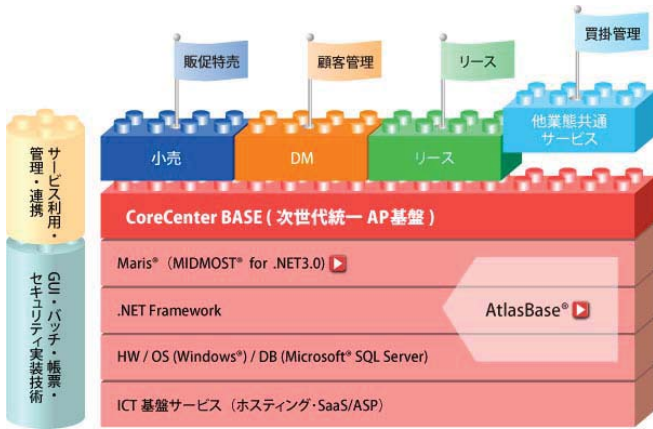 販促特売
顧客管理
リース
買掛管理
小売
DM
リース
他業態共通
サービス
サービス利用・
管理・連携
CoreCenter BASE ( 次世代統一 AP基盤 )
Maris® （MIDMOST® for .NET3.0）
.NET Framework
AtlasBase®
HW / OS (Windows®) / DB (Microsoft® SQL Server)
ICT 基盤サービス （ホスティング・SaaS/ASP）
GUI・バッチ・帳票・
セキュリティ実装技術